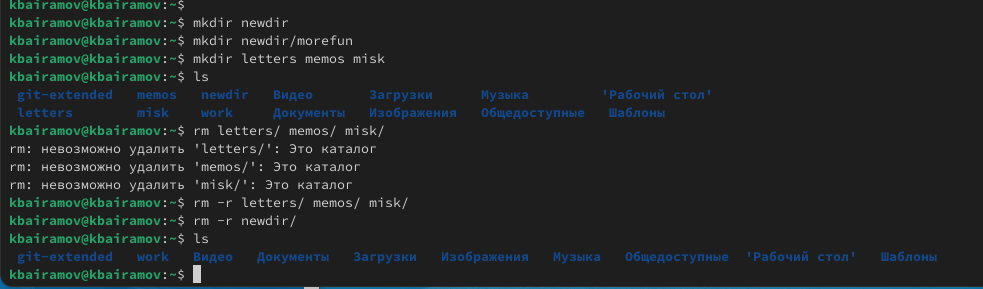 kbairamov@kbairamov:~$
kbairamov@kbairamov:~$ mkdir newdir
kbairamov@kbairamov:~$ mkdir newdir/morefun
kbairamov@kbairamov:~$ mkdir letters memos misk
kbairamov@kbairamov:~$ ls
git-extended memos newdir Видео Загрузки Музыка 'Рабочий стол'
letters misk work Документы Изображения Общедоступные Шаблоны
kbairamov@kbairamov:~$ rm letters/ memos/ misk/
rm: невозможно удалить 'letters/': Это каталог
rm: невозможно удалить 'memos/': Это каталог
rm: невозможно удалить 'misk/': Это каталог
kbairamov@kbairamov:~$ rm -r letters/ memos/ misk/
kbairamov@kbairamov:~$ rm -r newdir/
kbairamov@kbairamov:~$ ls
git-extended work Видео Документы Загрузки Изображения Музыка Общедоступные 'Рабочий стол' Шаблоны
kbairamov@kbairamov:~$